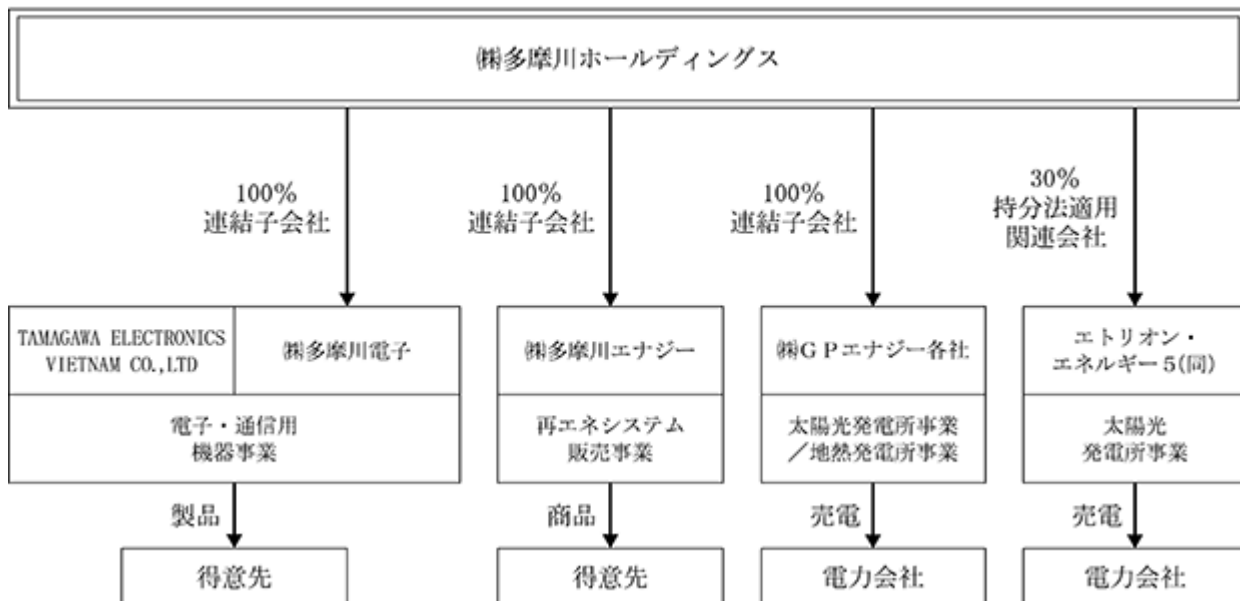 ㈱多摩川ホールディングス
100%
連結子会社
100%
連結子会社
100%
連結子会社
30%
持分法適用
関連会社
TAMAGAWA ELECTRONICS
VIETNAM CO.,LTD
㈱多摩川電子
㈱多摩川エナジー
㈱GPエナジー各社
エトリオン・
エネルギー5(同)
電子・通信用
機器事業
再エネシステム
販売事業
太陽光発電所事業
／地熱発電所事業
太陽光
発電所事業
製品
商品
売電
売電
得意先
得意先
電力会社
電力会社